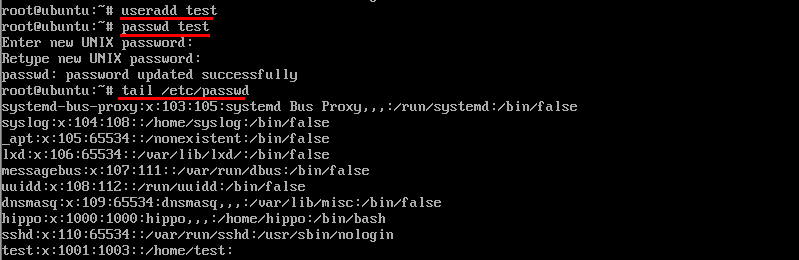 root@ubuntu:~# useradd test
root@ubuntu:~# passwd test
Enter new UNIX password:
Retype new UNIX password:
passwd: password updated successfully
root@ubuntu:~# tail /etc/passwd
systemd-bus-proxy:x:103:105:systemd Bus Proxy,,,:/run/systemd:/bin/false
syslog:x:104:108::/home/syslog:/bin/false
_apt:x:105:65534::/nonexistent:/bin/false
lxd:x:106:65534::/var/lib/lxd/:/bin/false
messagebus:x:107:111::/var/run/dbus:/bin/false
uuidd:x:108:112::/run/uuidd:/bin/false
dnsmasq:x:109:65534:dnsmasq,,,:/var/lib/misc:/bin/false
hippo:x:1000:1000:hippo,,,:/home/hippo:/bin/bash
sshd:x:110:65534::/var/run/sshd:/usr/sbin/nologin
test:x:1001:1003::/home/test: